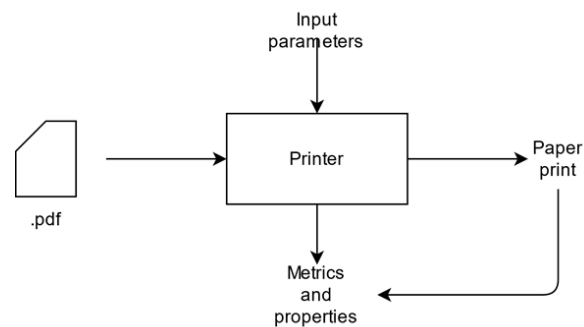 Input
parameters
Printer
Paper
print
.pdf
Metrics
and
properties